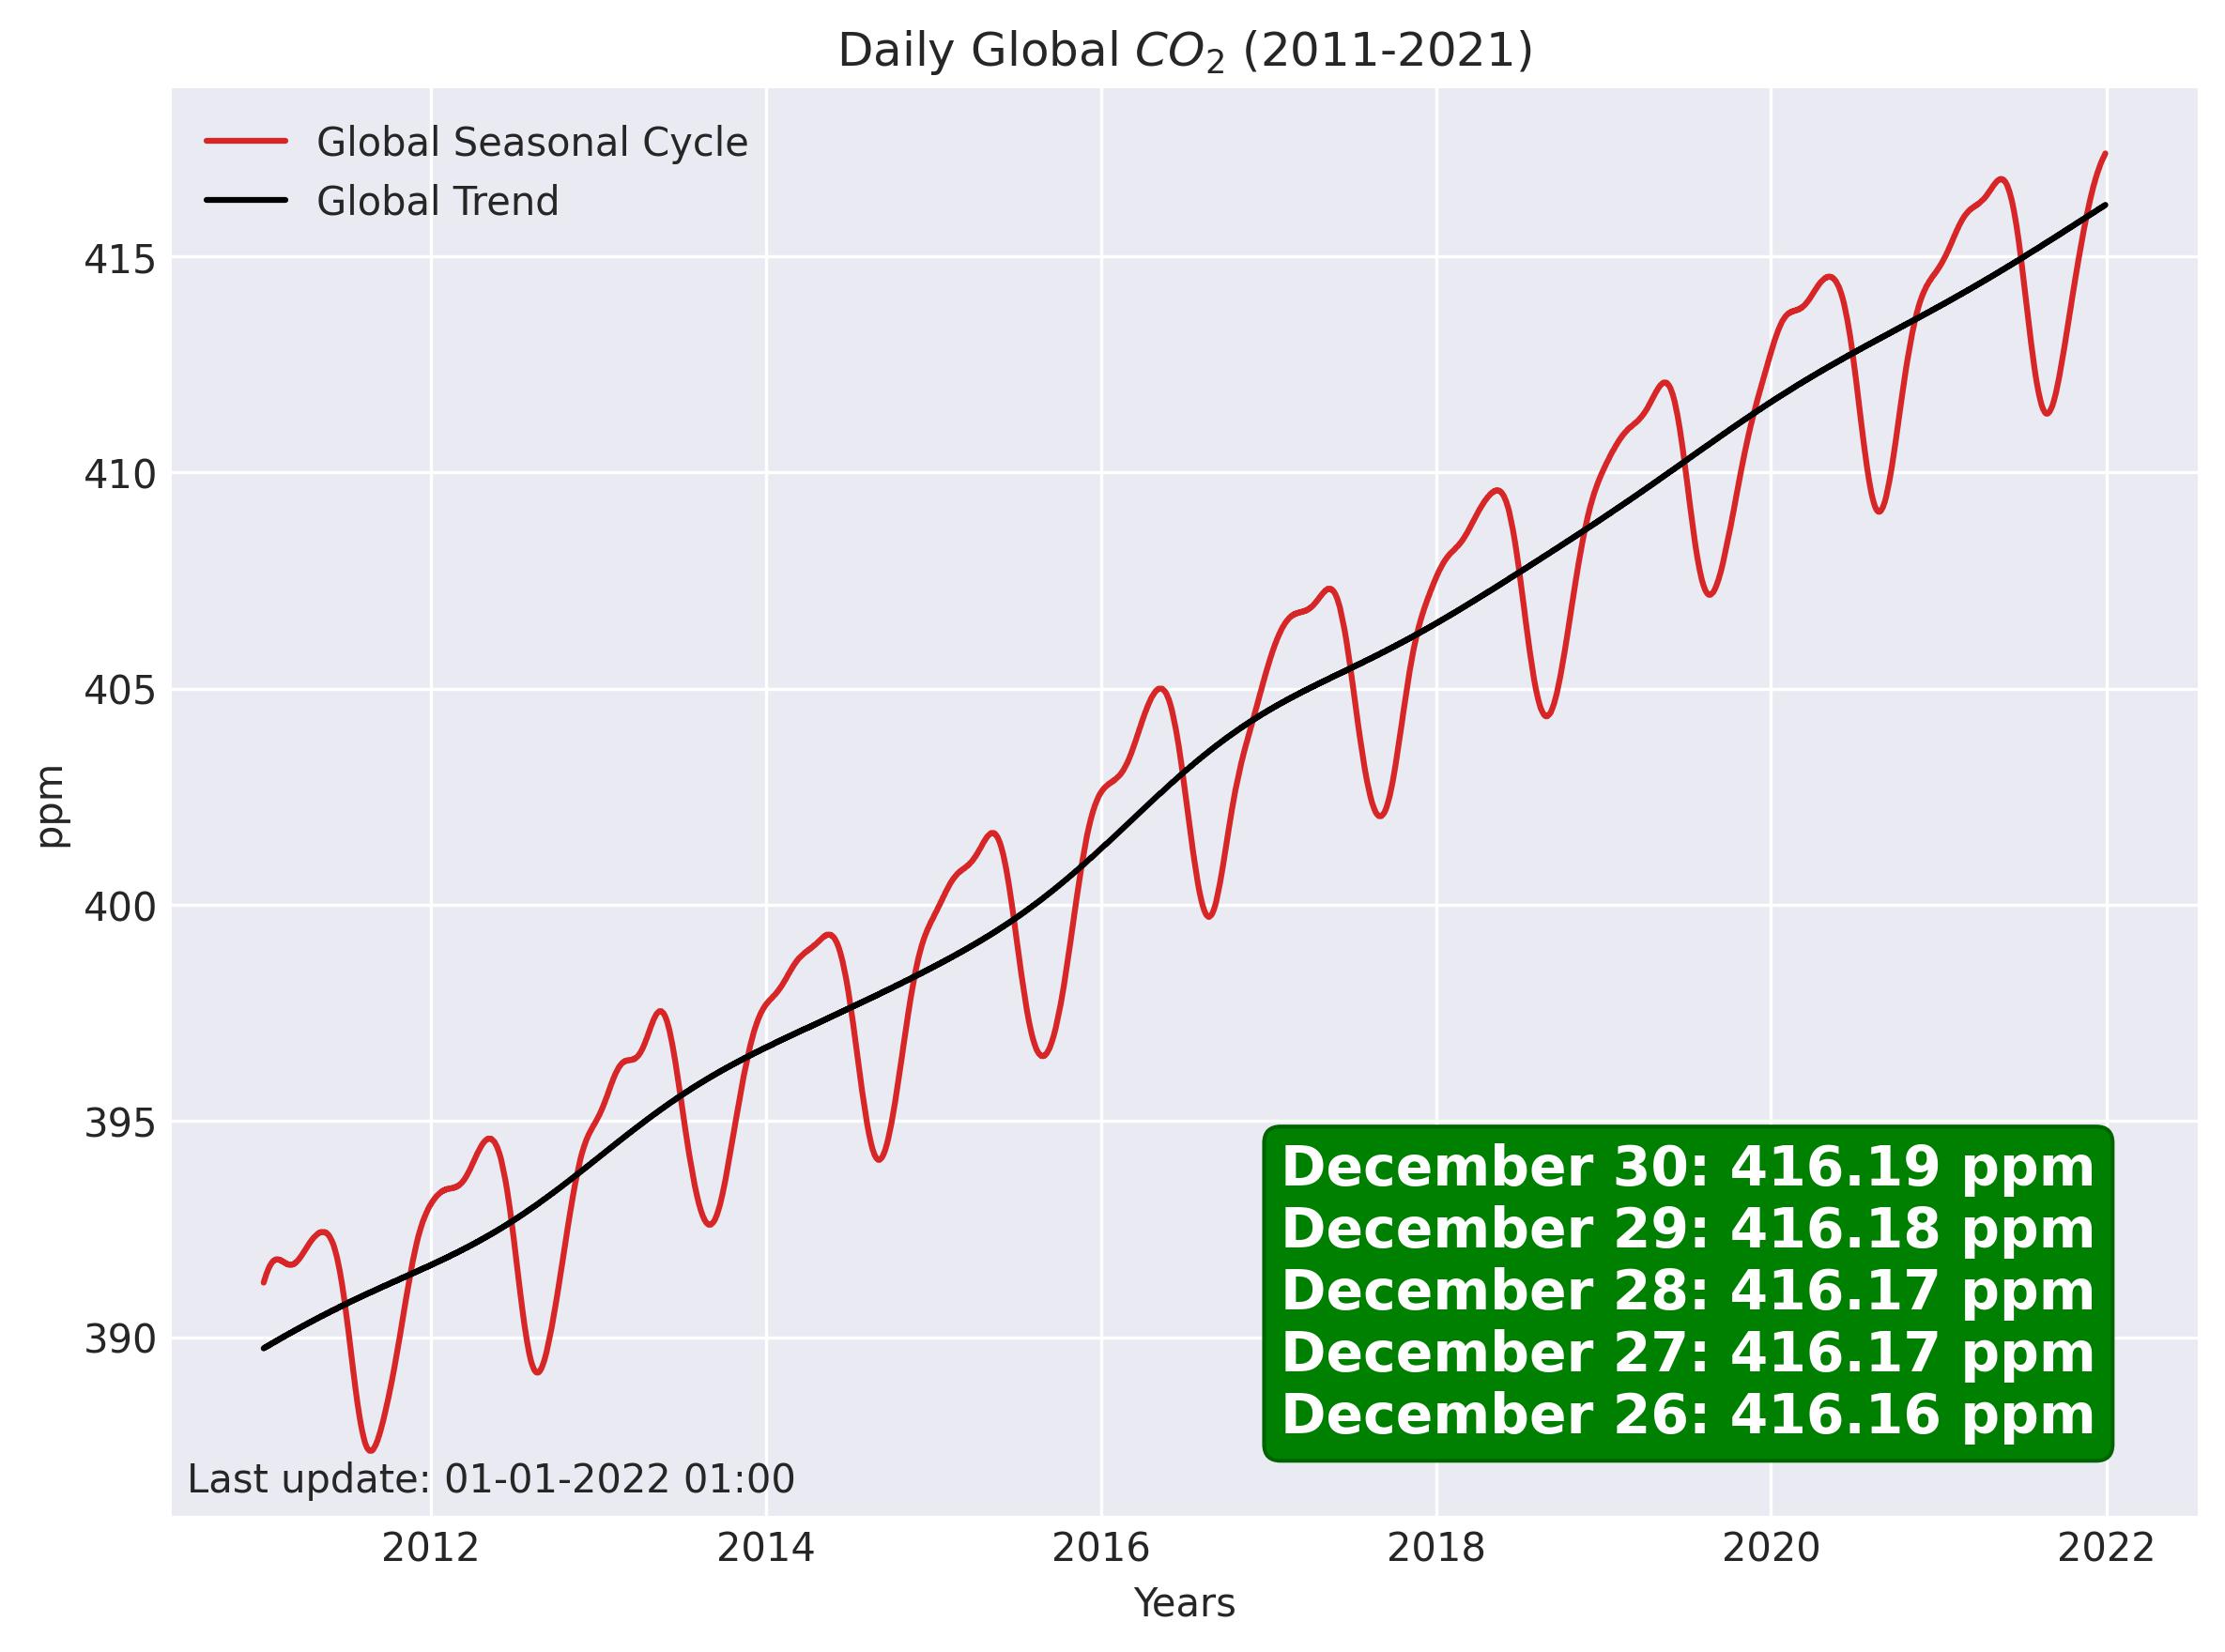 Daily Global CO₂ (2011-2021)
Global Seasonal Cycle
Global Trend
415
410
405
400
395
390
ppm
December 30: 416.19 ppm
December 29: 416.18 ppm
December 28: 416.17 ppm
December 27: 416.17 ppm
December 26: 416.16 ppm
Last update: 01-01-2022 01:00
2012 2014 2016 2018 2020 2022
Years